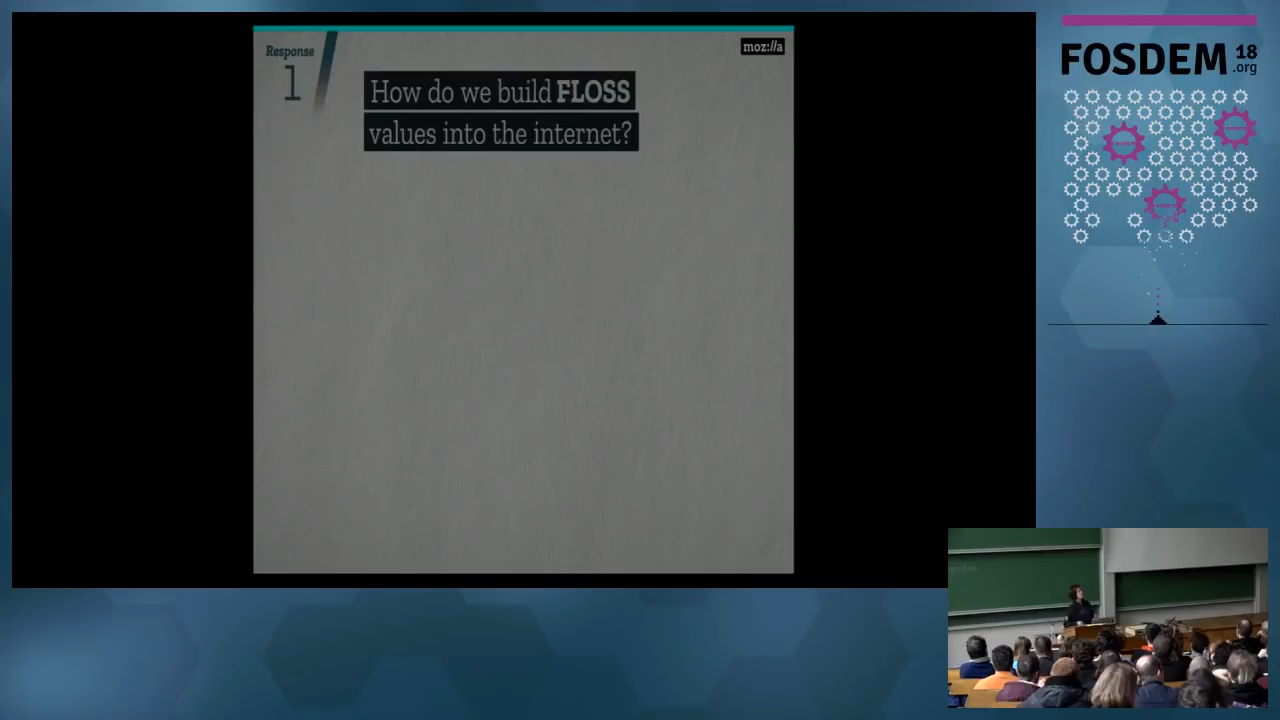 Response
1
moz://a
How do we build FLOSS
values into the internet?
FOSDEM 18
.org